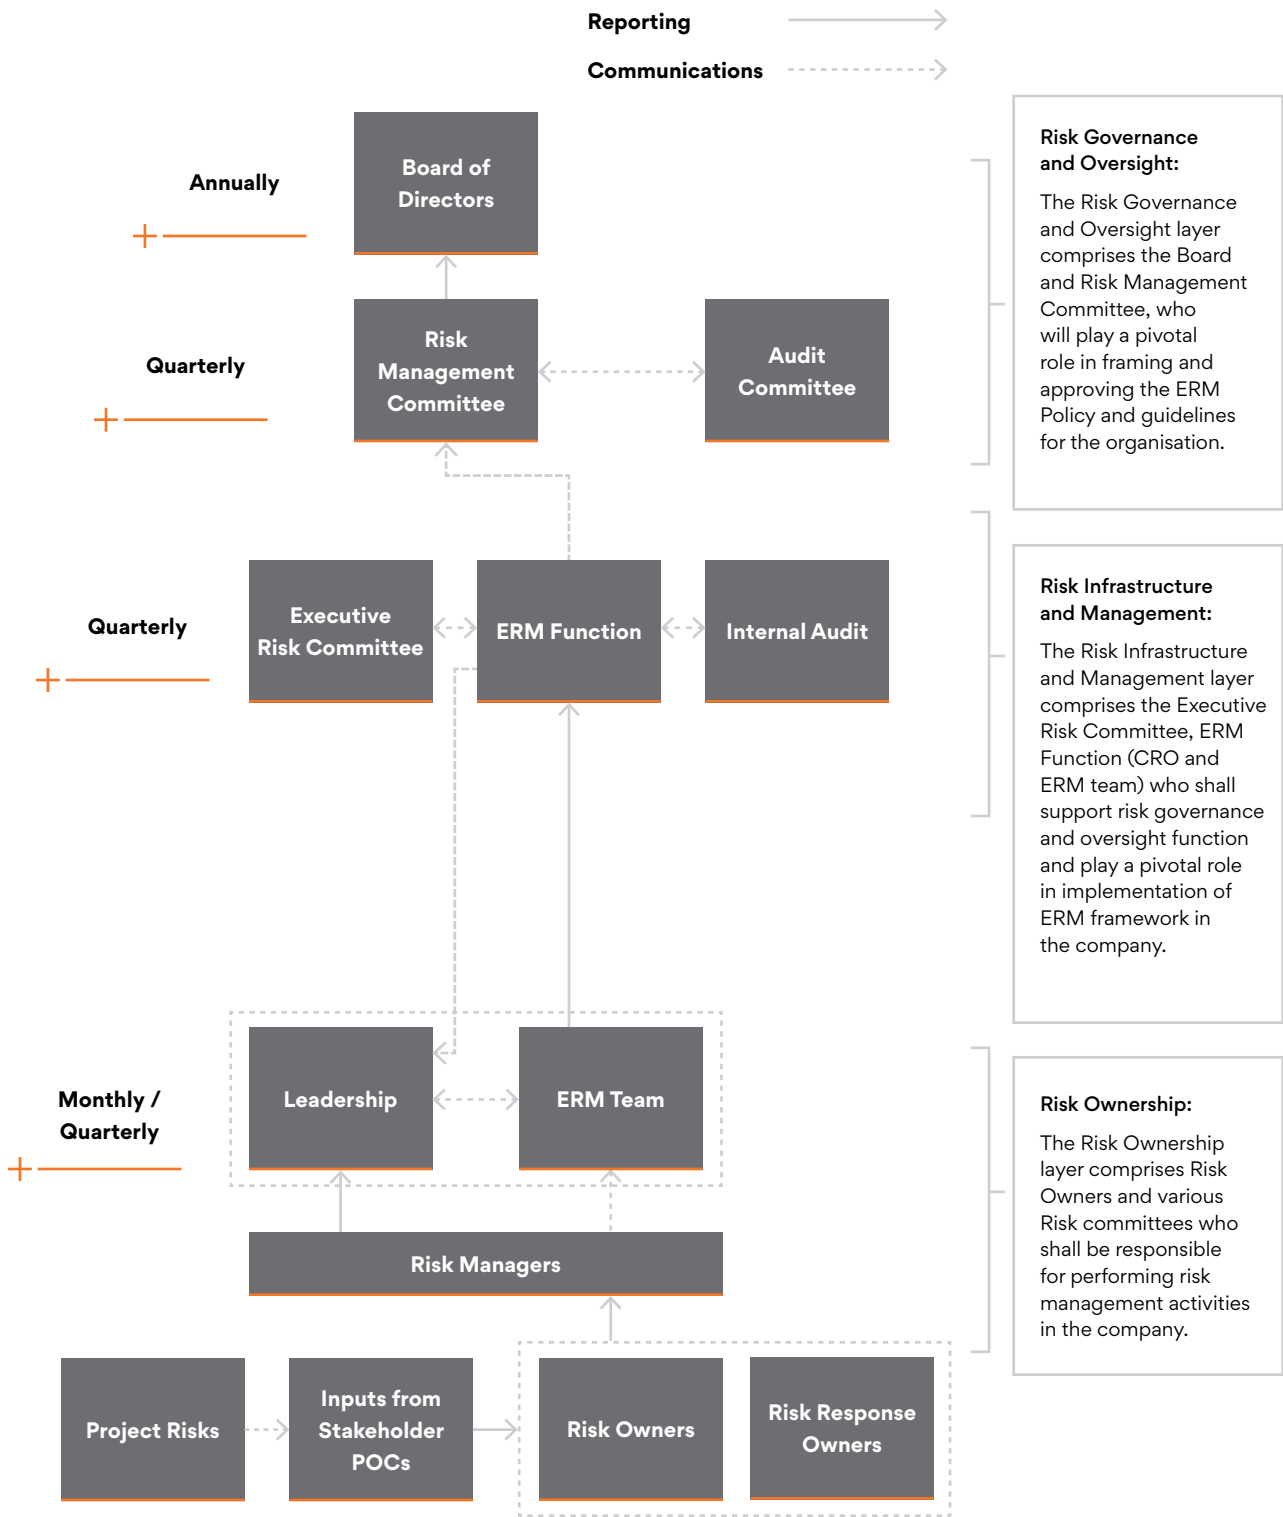 Reporting
Communications
Annually
Board of
Directors
Quarterly
Risk
Management
Committee
Audit
Committee
Risk Governance
and Oversight:
The Risk Governance
and Oversight layer
comprises the Board
and Risk Management
Committee, who
will play a pivotal
role in framing and
approving the ERM
Policy and guidelines
for the organisation.
Quarterly
Executive
Risk Committee
ERM Function
Internal Audit
Risk Infrastructure
and Management:
The Risk Infrastructure
and Management layer
comprises the Executive
Risk Committee, ERM
Function (CRO and
ERM team) who shall
support risk governance
and oversight function
and play a pivotal role
in implementation of
ERM framework in
the company.
Monthly /
Quarterly
Leadership
ERM Team
Risk Managers
Risk Ownership:
The Risk Ownership
layer comprises Risk
Owners and various
Risk committees who
shall be responsible
for performing risk
management activities
in the company.
Project Risks
Inputs from
Stakeholder
POCs
Risk Owners
Risk Response
Owners